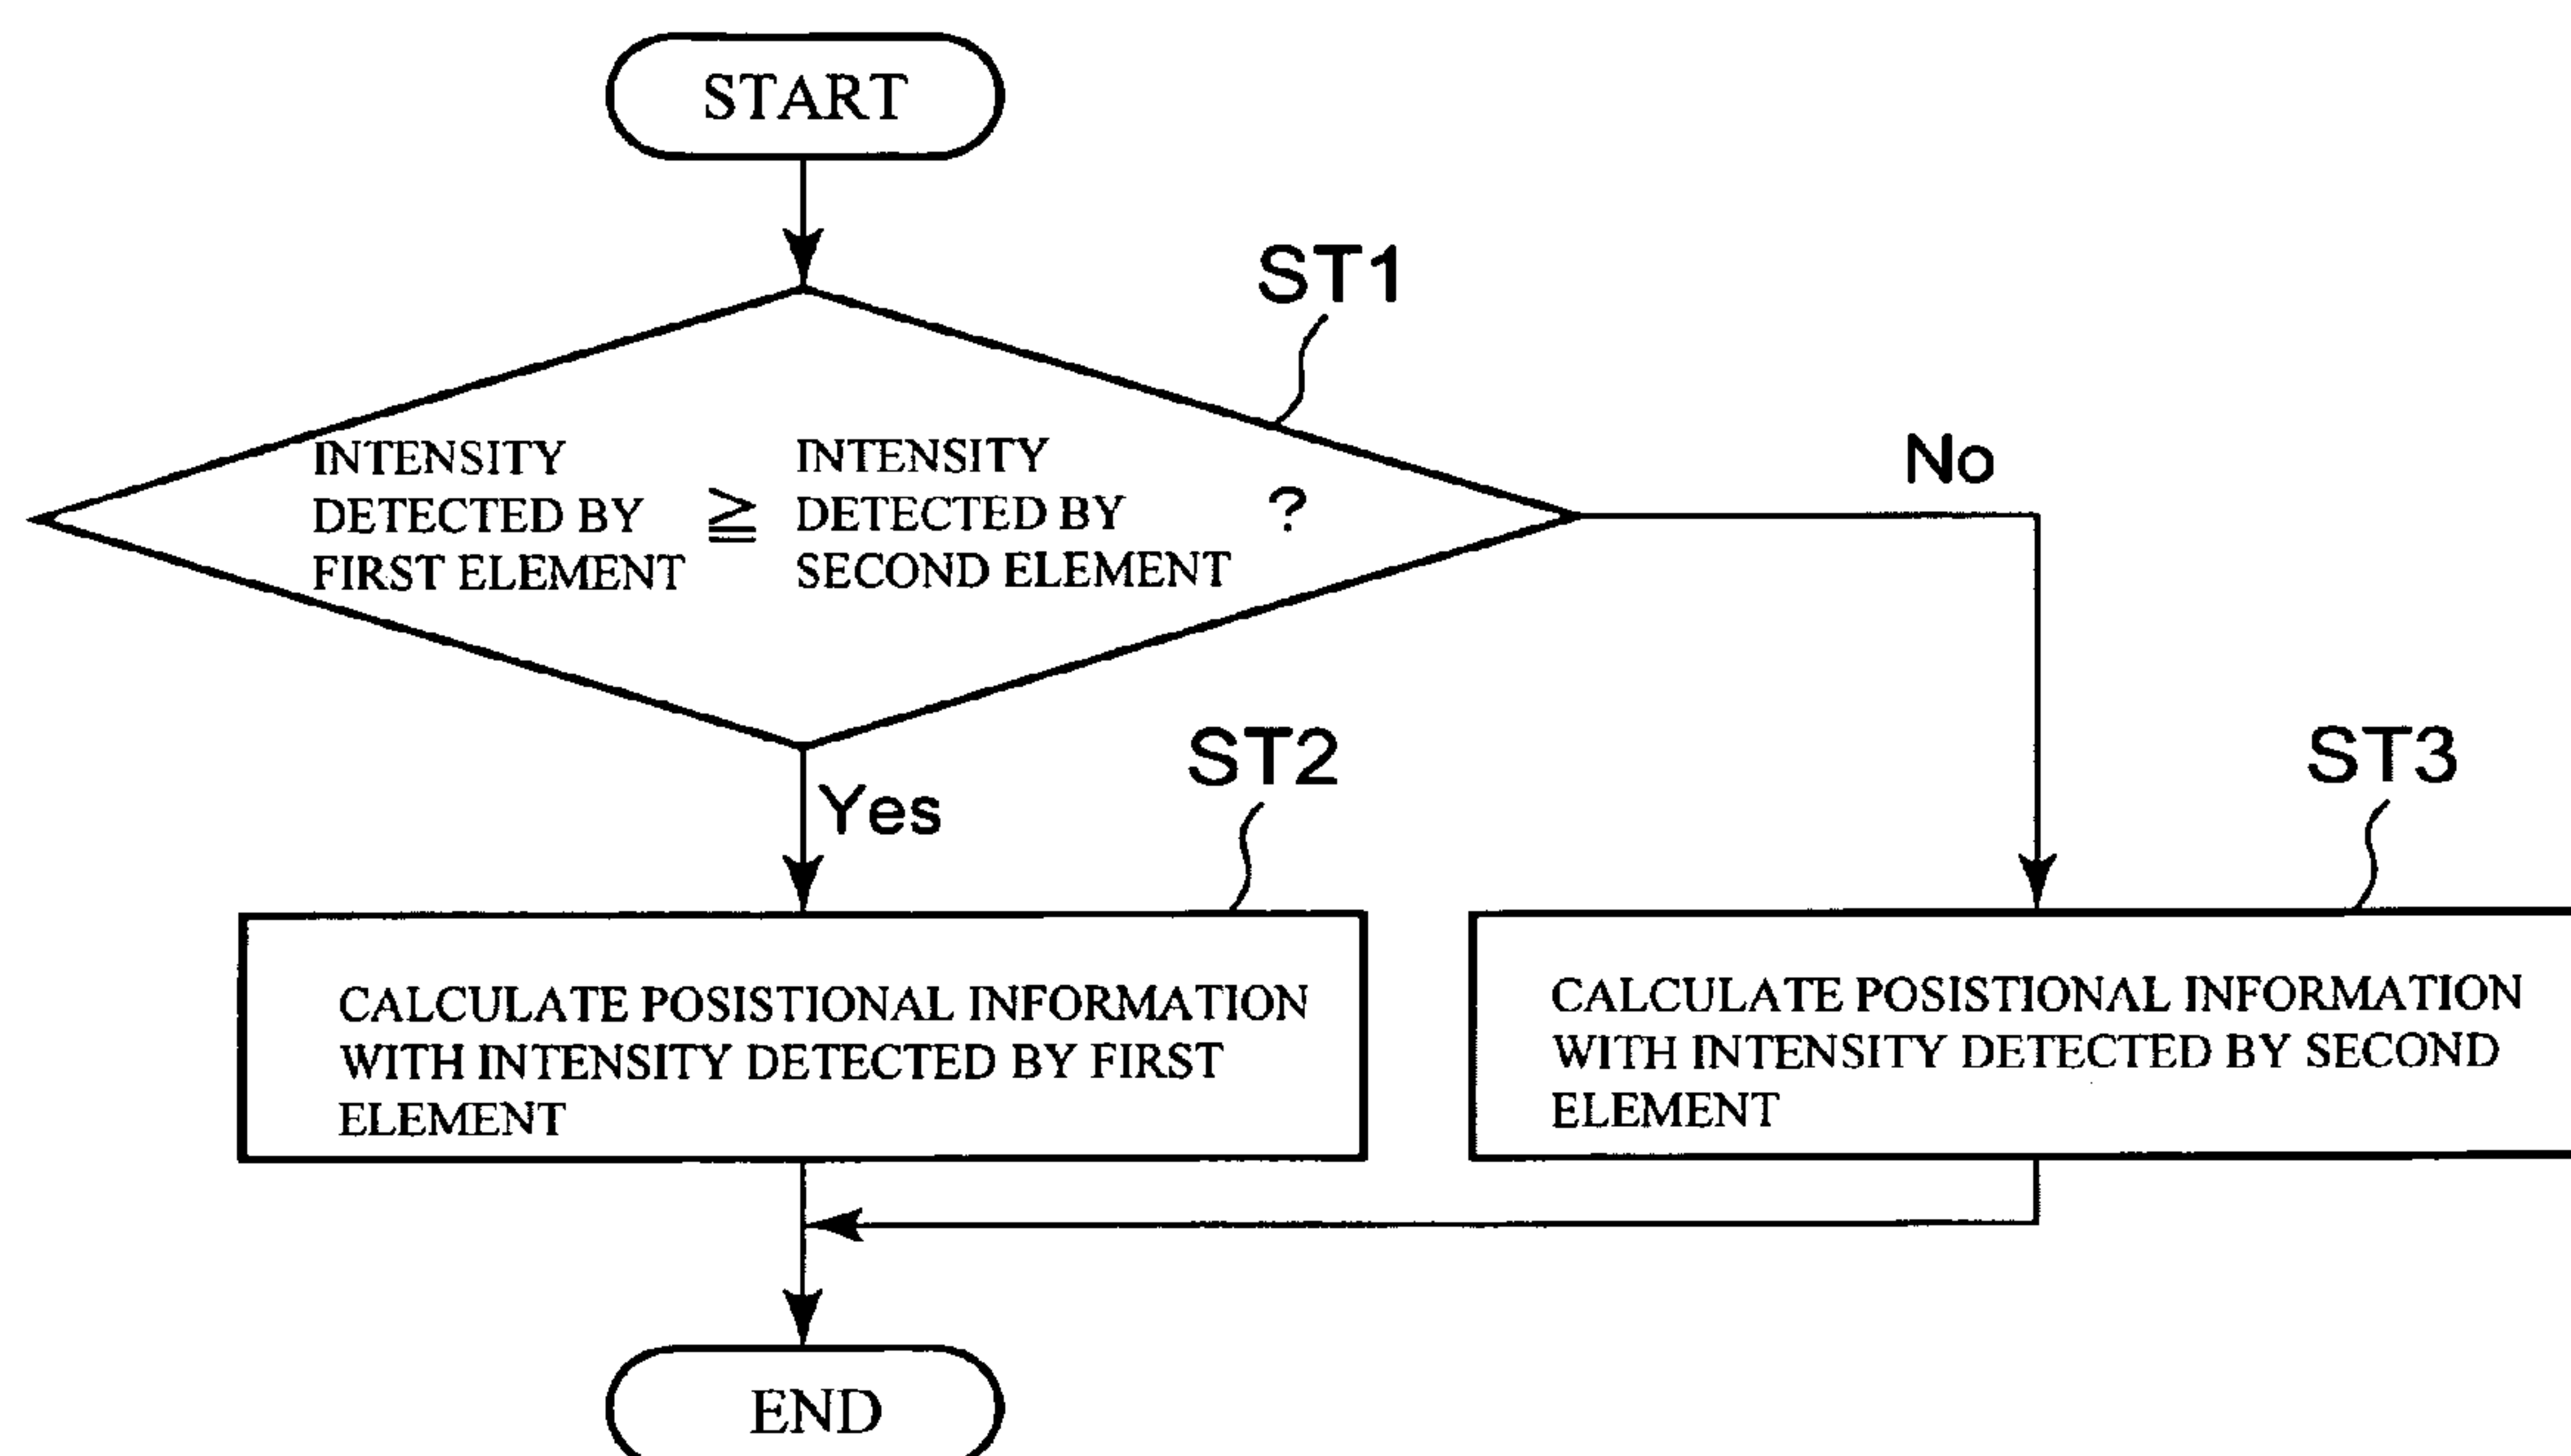 START
ST1
INTENSITY
DETECTED BY
FIRST ELEMENT
≧
INTENSITY
DETECTED BY
SECOND ELEMENT
?
No
Yes
ST2
ST3
CALCULATE POSISTIONAL INFORMATION
WITH INTENSITY DETECTED BY FIRST
ELEMENT
CALCULATE POSISTIONAL INFORMATION
WITH INTENSITY DETECTED BY SECOND
ELEMENT
END